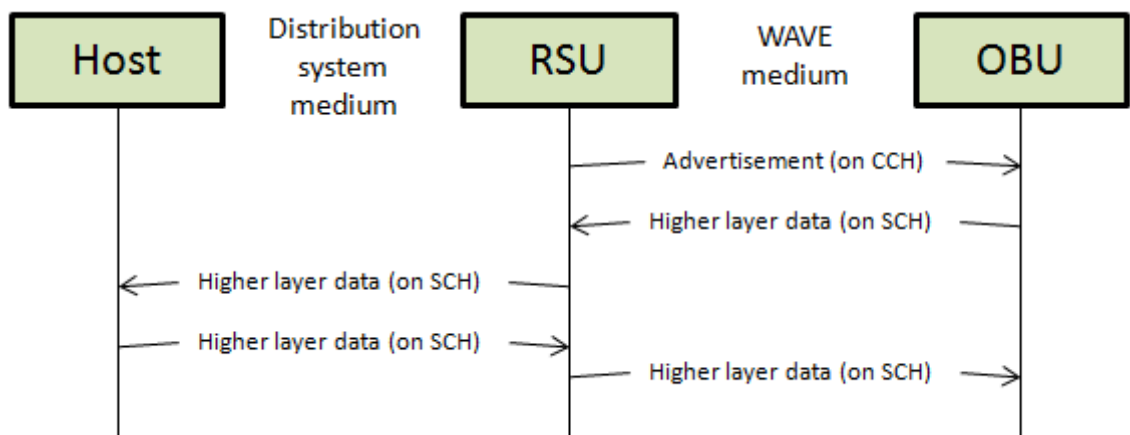 Host
Distribution
system
medium
RSU
WAVE
medium
OBU
Advertisement (on CCH)
Higher layer data (on SCH)
Higher layer data (on SCH)
Higher layer data (on SCH)
Higher layer data (on SCH)